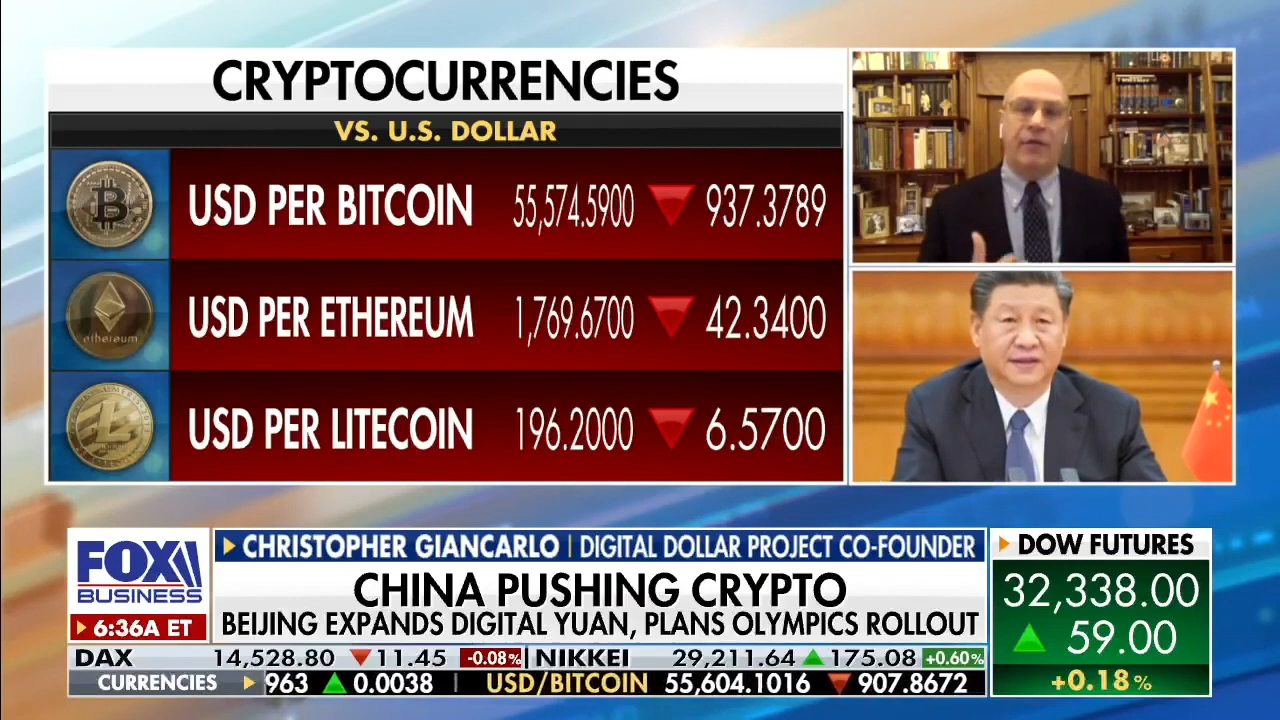 CRYPTOCURRENCIES
VS. U.S. DOLLAR
USD PER BITCOIN 55,574.5900 937.3789
USD PER ETHEREUM 1,769.6700 42.3400
ethereum
USD PER LITECOIN 196.2000 6.5700
FOX BUSINESS
6:36A ET
CHRISTOPHER GIANCARLO | DIGITAL DOLLAR PROJECT CO-FOUNDER
CHINA PUSHING CRYPTO
BEIJING EXPANDS DIGITAL YUAN, PLANS OLYMPICS ROLLOUT
DAX 14,528.80 11.45 -0.08% NIKKEI 29,211.64 175.08 +0.60%
CURRENCIES 963 0.0038 | USD/BITCOIN 55,604.1016 907.8672
DOW FUTURES
32,338.00
59.00
+0.18%